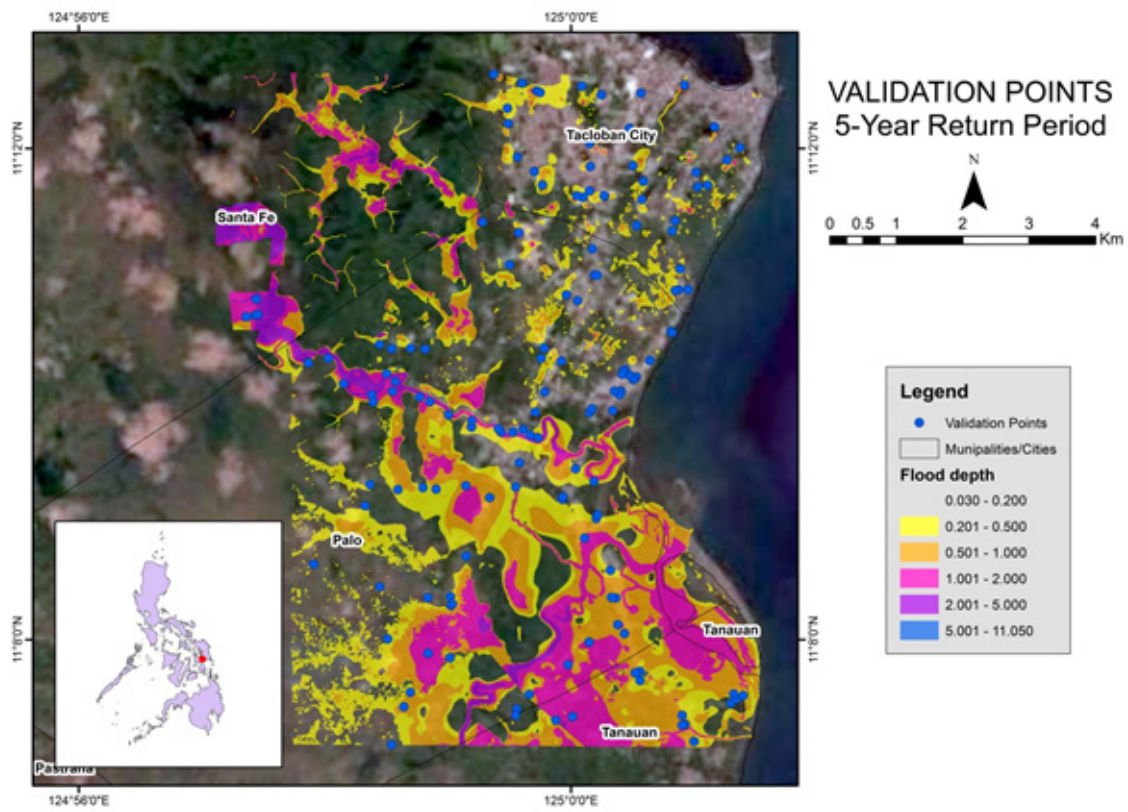 124°56'0"E
125°0'0"E
VALIDATION POINTS
5-Year Return Period
N
0 0.5 1 2 3 4
Km
11°12'0"N
11°12'0"N
Tacloban City
Santa Fe
Legend
Validation Points
Munipalities/Cities
Flood depth
0.030 - 0.200
0.201 - 0.500
0.501 - 1.000
1.001 - 2.000
2.001 - 5.000
5.001 - 11.050
Palo
11°8'0"N
11°8'0"N
Tanauan
Tanauan
Pastrana
124°56'0"E
125°0'0"E